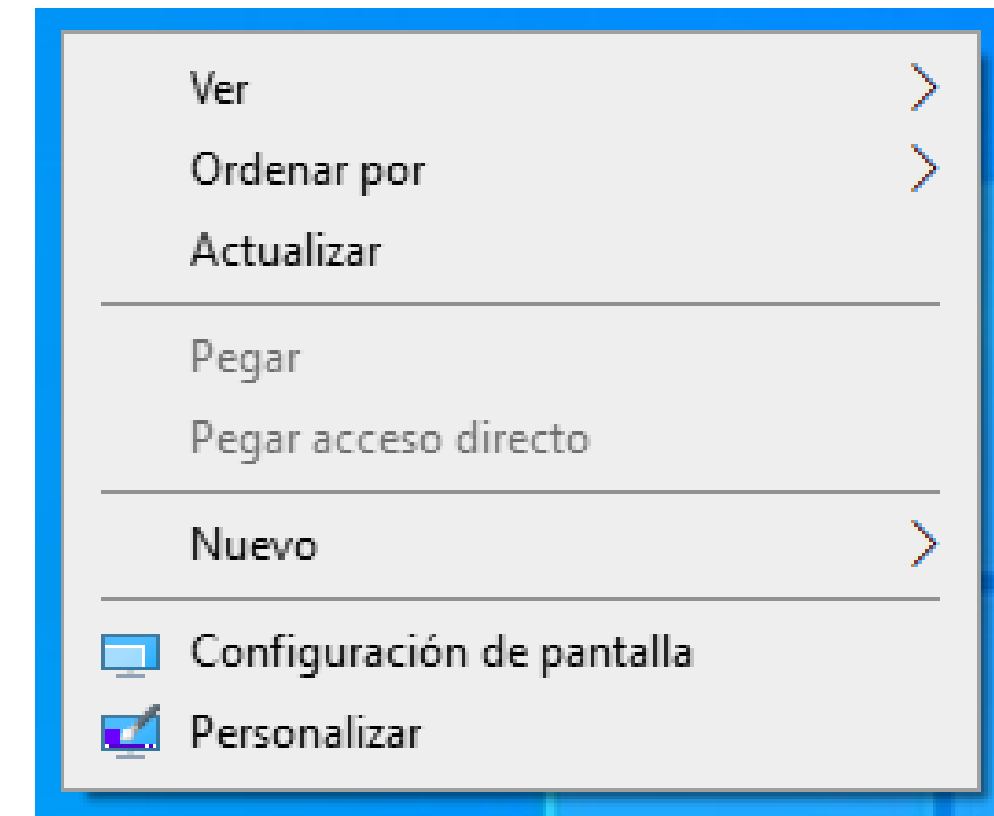 Ver
Ordenar por
Actualizar
Pegar
Pegar acceso directo
Nuevo
Configuración de pantalla
Personalizar